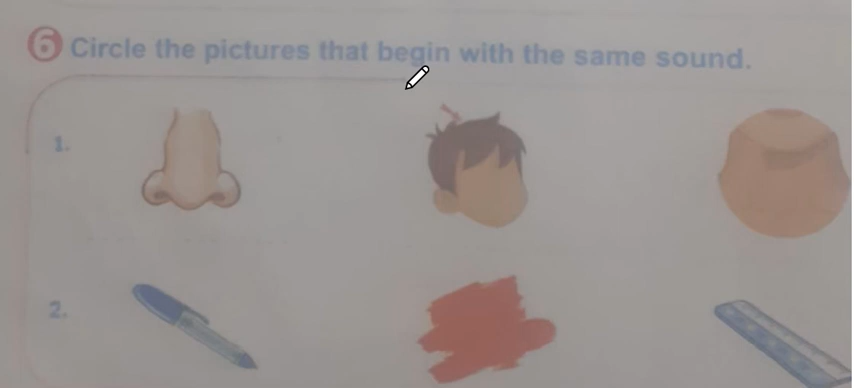 6 Circle the pictures that begin with the same sound.
1.
2.